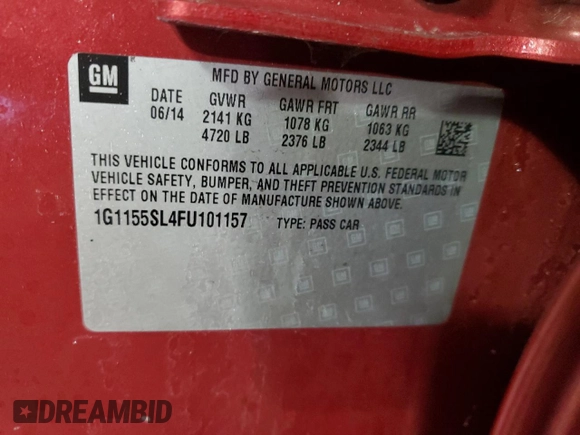 GM
MFD BY GENERAL MOTORS LLC
DATE GVWR GAWR FRT GAWR RR
06/14 2141 KG 1078 KG 1063 KG
4720 LB 2376 LB 2344 LB
THIS VEHICLE CONFORMS TO ALL APPLICABLE U.S. FEDERAL MOTOR
VEHICLE SAFETY, BUMPER, AND THEFT PREVENTION STANDARDS IN
EFFECT ON THE DATE OF MANUFACTURE SHOWN ABOVE.
1G1155SL4FU101157 TYPE: PASS CAR
DREAMBID